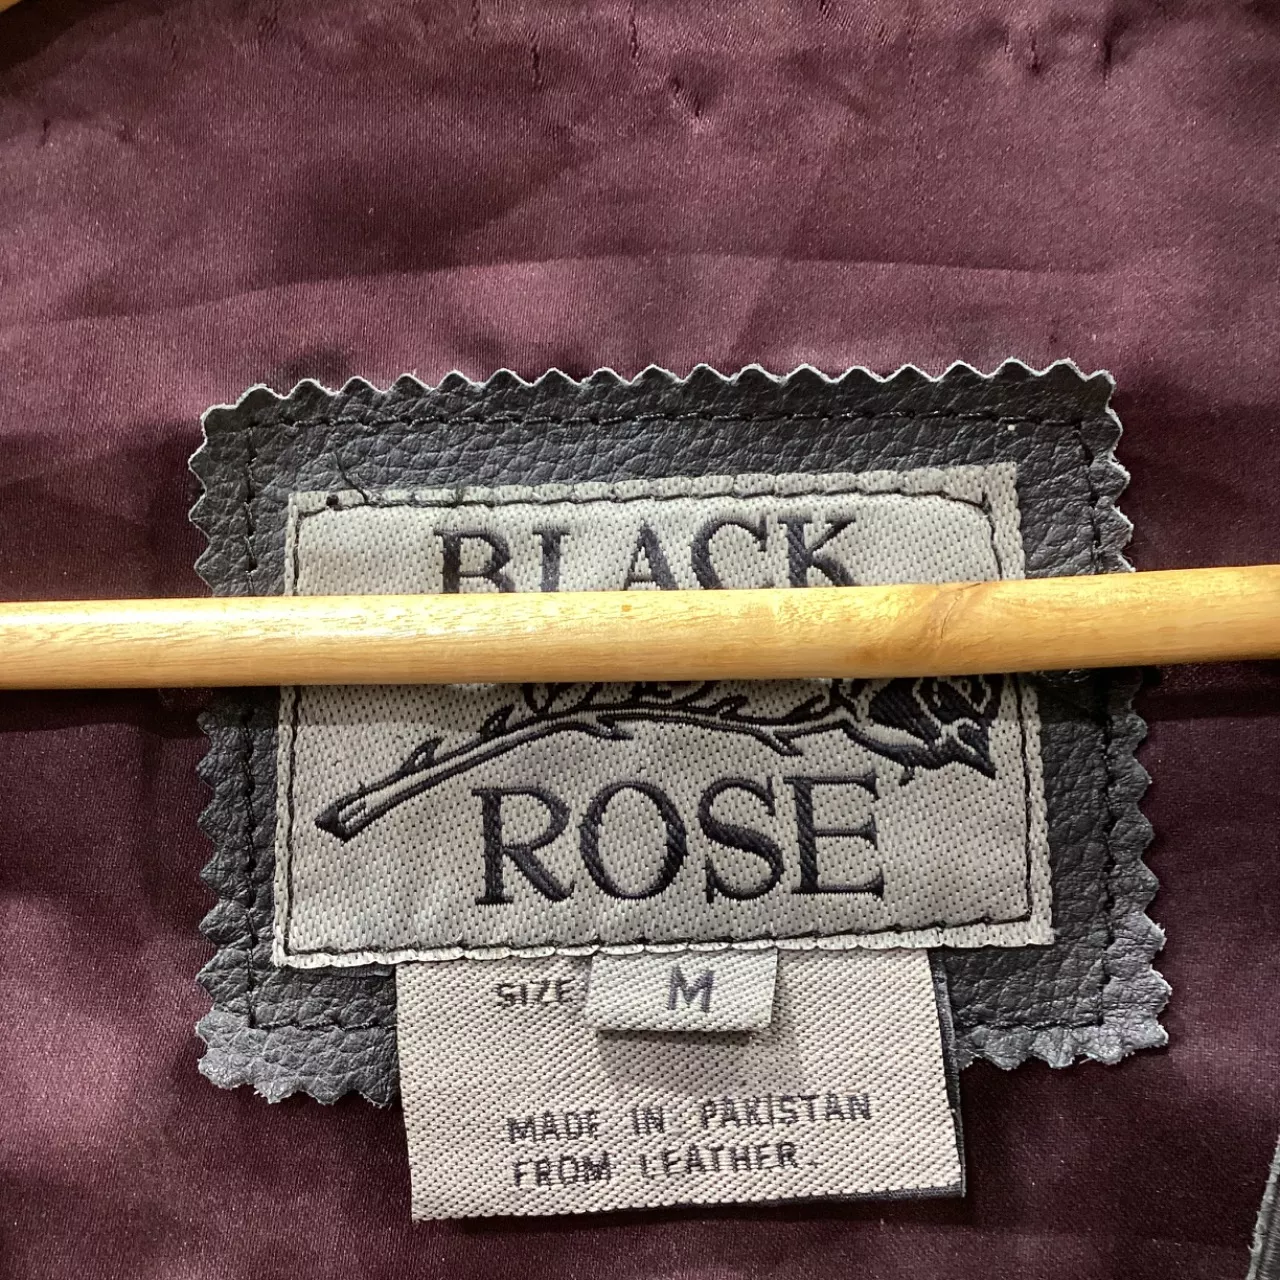 BLACK
ROSE
SIZE M
MADE IN PAKISTAN
FROM LEATHER.